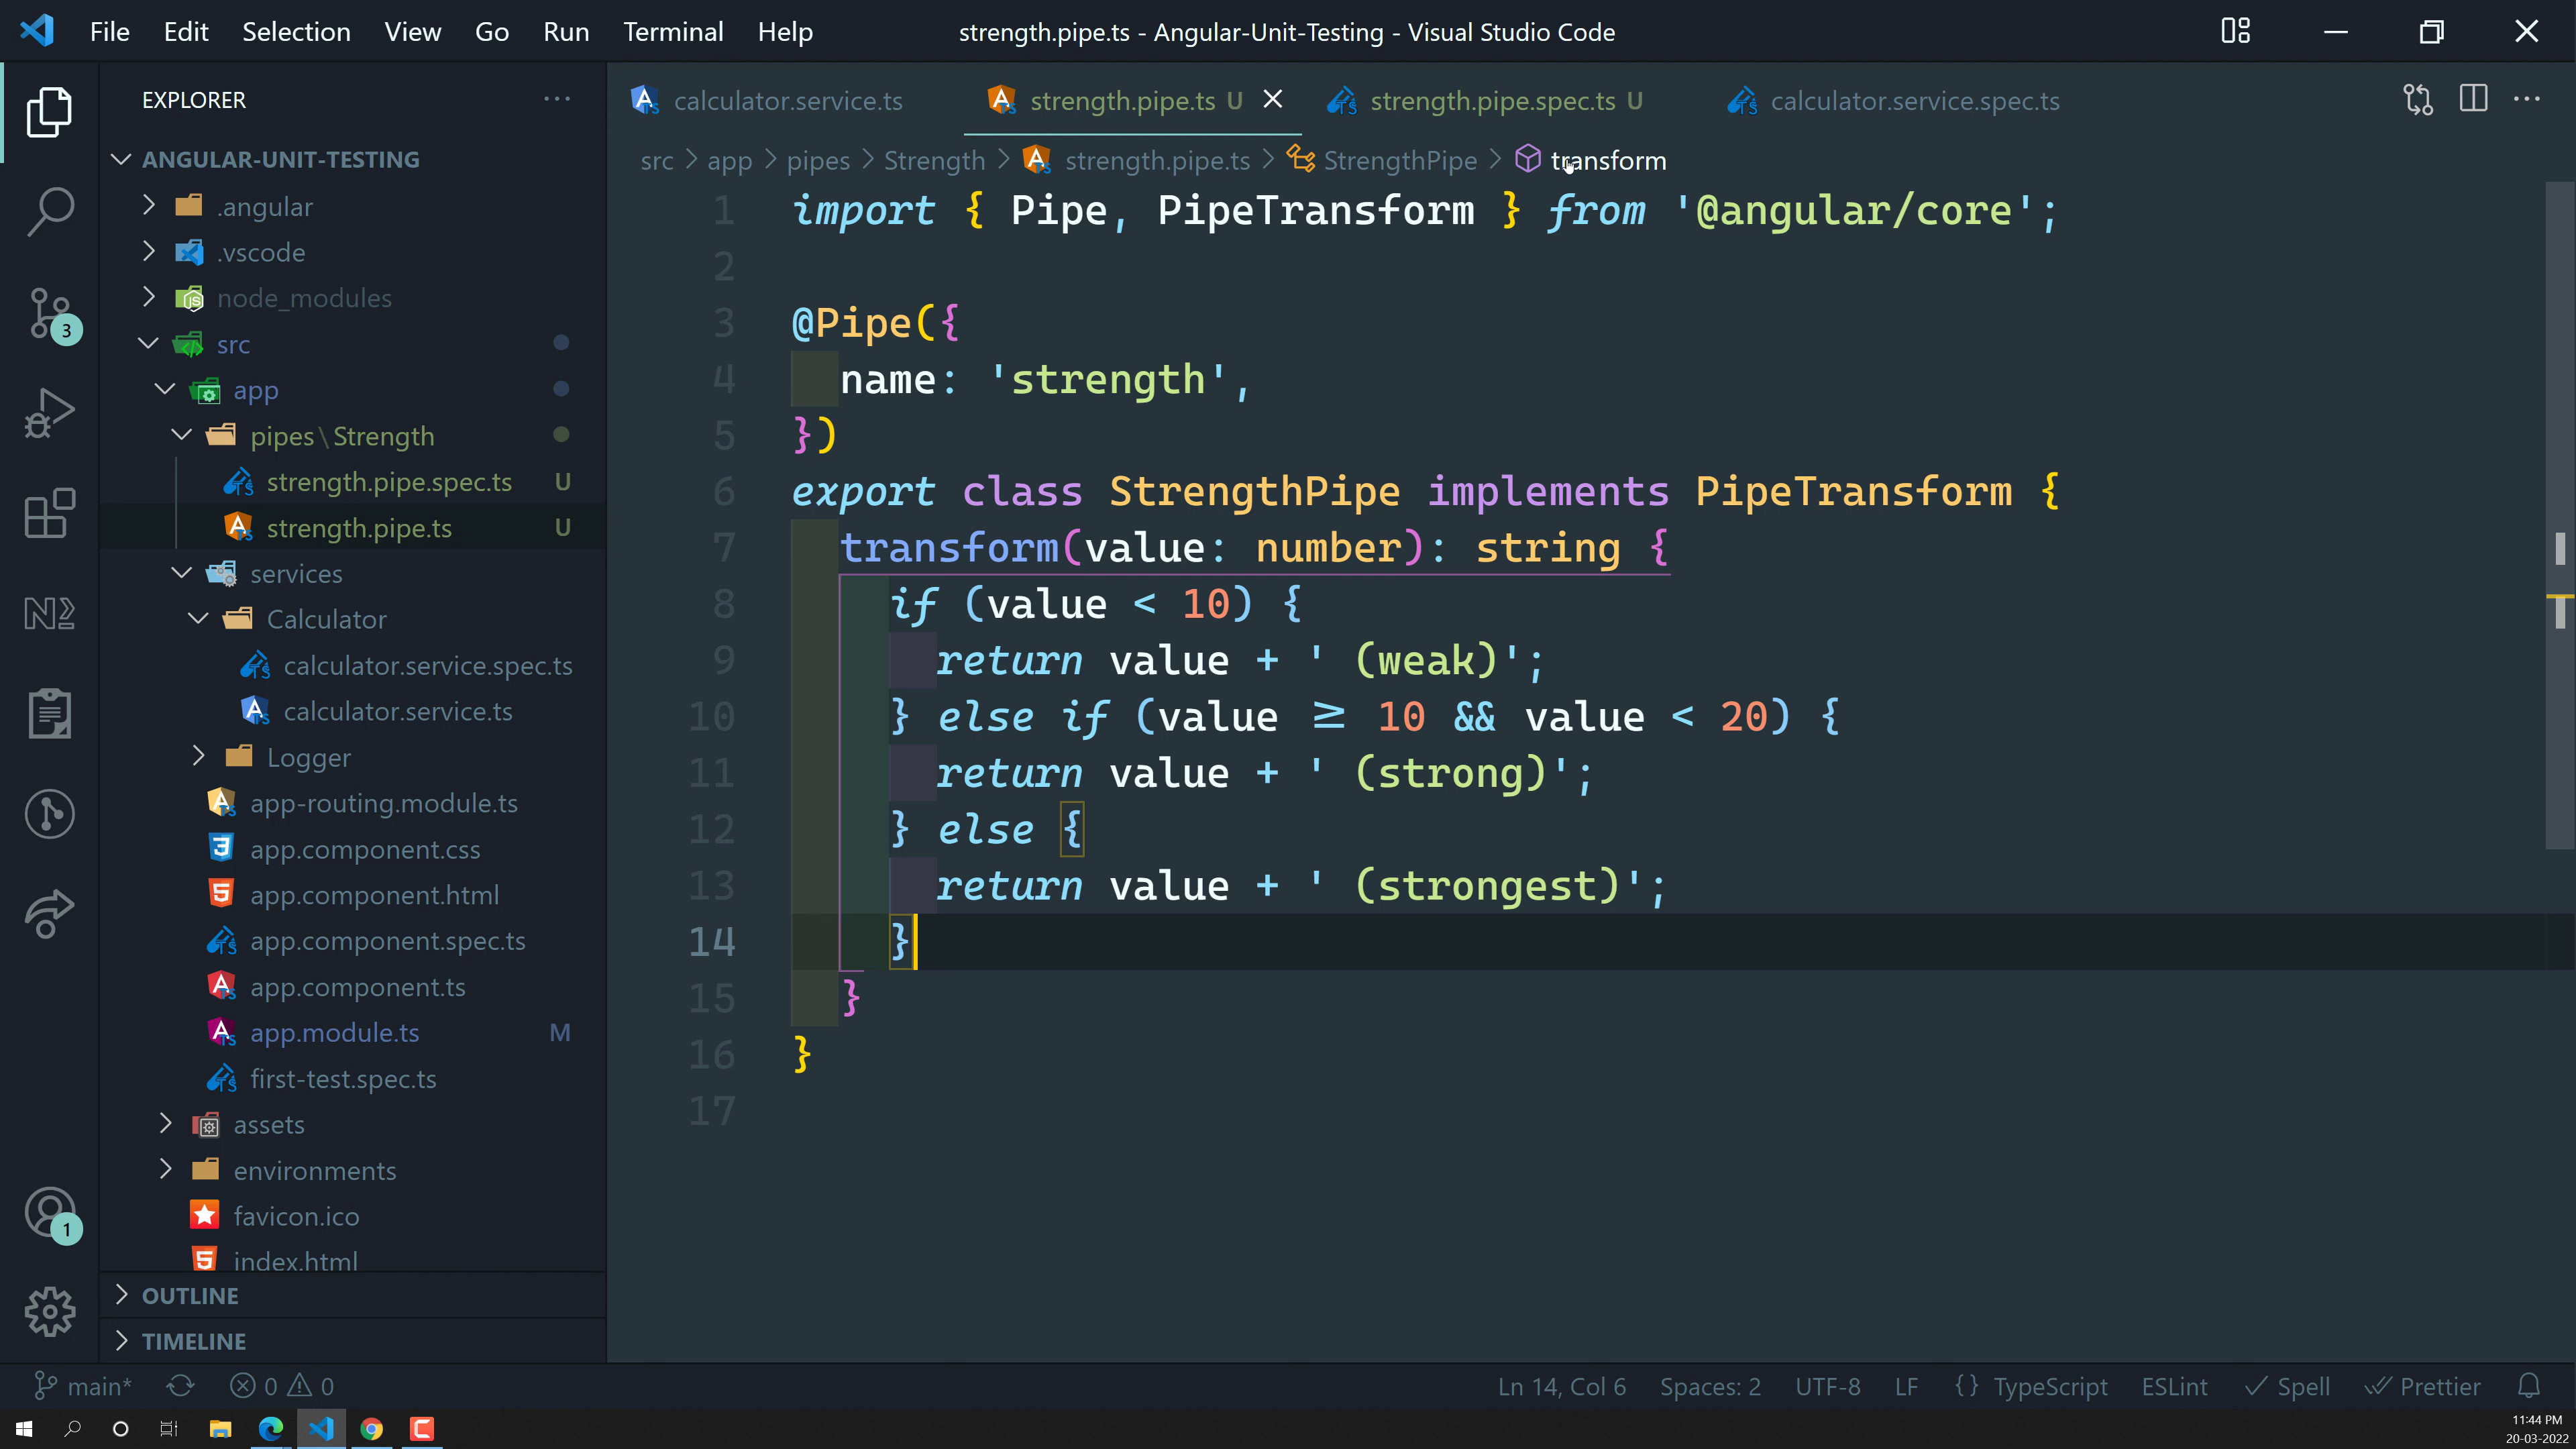 File Edit Selection View Go Run Terminal Help
strength.pipe.ts - Angular-Unit-Testing - Visual Studio Code
EXPLORER
ANGULAR-UNIT-TESTING
.angular
.vscode
node_modules
src
app
pipes\Strength
strength.pipe.spec.ts U
strength.pipe.ts U
services
Calculator
calculator.service.spec.ts
calculator.service.ts
Logger
app-routing.module.ts
app.component.css
app.component.html
app.component.spec.ts
app.component.ts
app.module.ts M
first-test.spec.ts
assets
environments
favicon.ico
index.html
OUTLINE
TIMELINE
3
1
calculator.service.ts strength.pipe.ts U strength.pipe.spec.ts U calculator.service.spec.ts
src > app > pipes > Strength > strength.pipe.ts > StrengthPipe > transform
1 import { Pipe, PipeTransform } from '@angular/core';
2
3 @Pipe({
4 name: 'strength',
5 })
6 export class StrengthPipe implements PipeTransform {
7 transform(value: number): string {
8 if (value < 10) {
9 return value + ' (weak)';
10 } else if (value ≥ 10 && value < 20) {
11 return value + ' (strong)';
12 } else {
13 return value + ' (strongest)';
14 }
15 }
16 }
17
main* 0 0 Ln 14, Col 6 Spaces: 2 UTF-8 LF {} TypeScript ESLint Spell Prettier
11:44 PM
20-03-2022